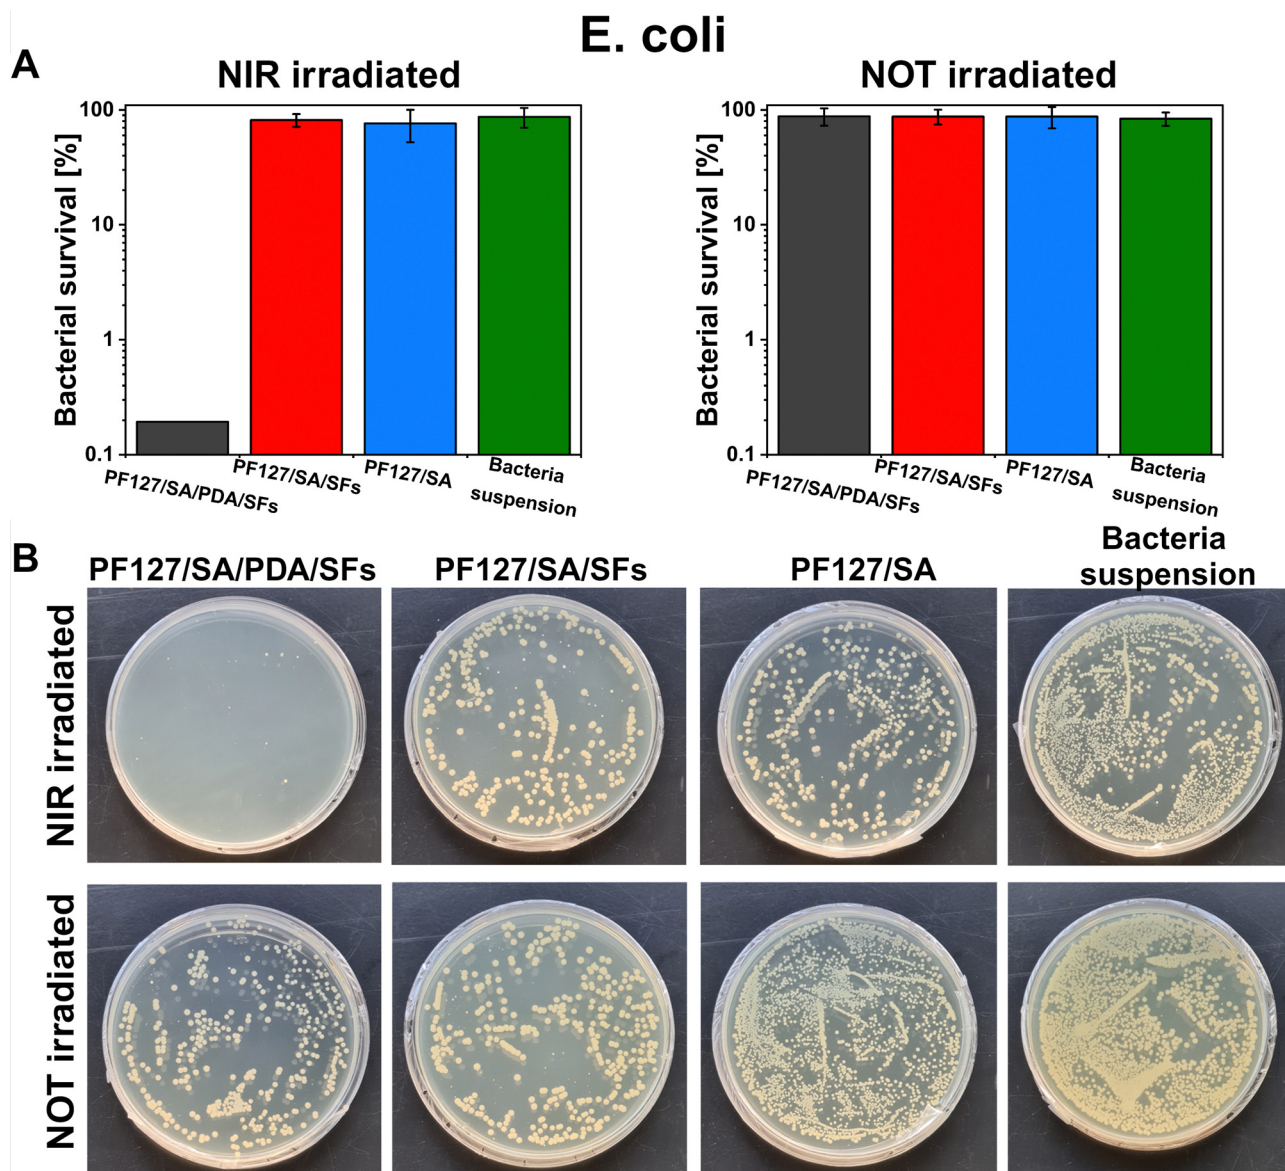 E. coli
A
NIR irradiated
NOT irradiated
Bacterial survival [%]
100
10
1
0.1
PF127/SA/PDA/SFs
PF127/SA/SFs
PF127/SA
Bacteria
suspension
Bacterial survival [%]
100
10
1
0.1
PF127/SA/PDA/SFs
PF127/SA/SFs
PF127/SA
Bacteria
suspension
B
PF127/SA/PDA/SFs
PF127/SA/SFs
PF127/SA
Bacteria
suspension
NIR irradiated
NOT irradiated